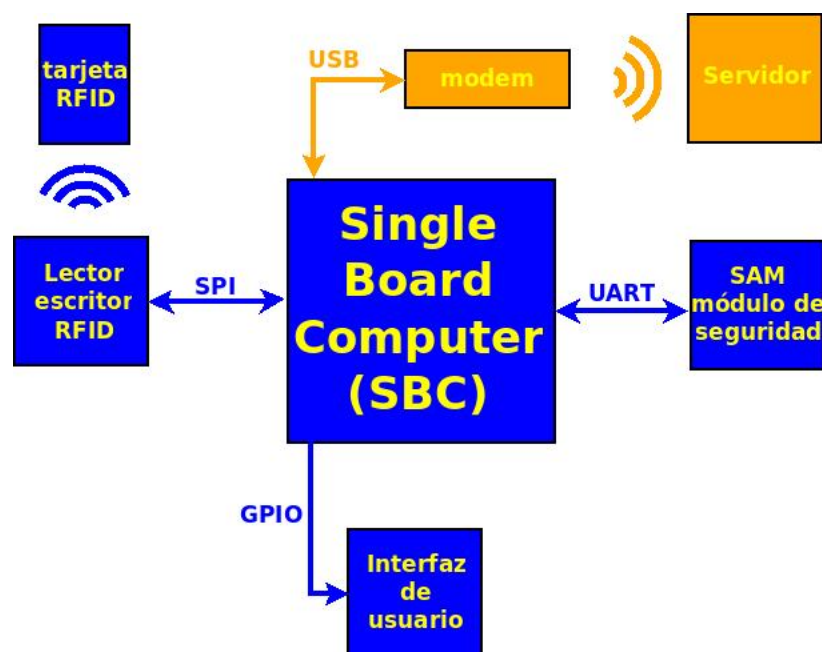 tarjeta
RFID
USB
modem
Servidor
Single
Board
Computer
(SBC)
Lector
escritor
RFID
SPI
UART
SAM
módulo de
seguridad
GPIO
Interfaz
de
usuario